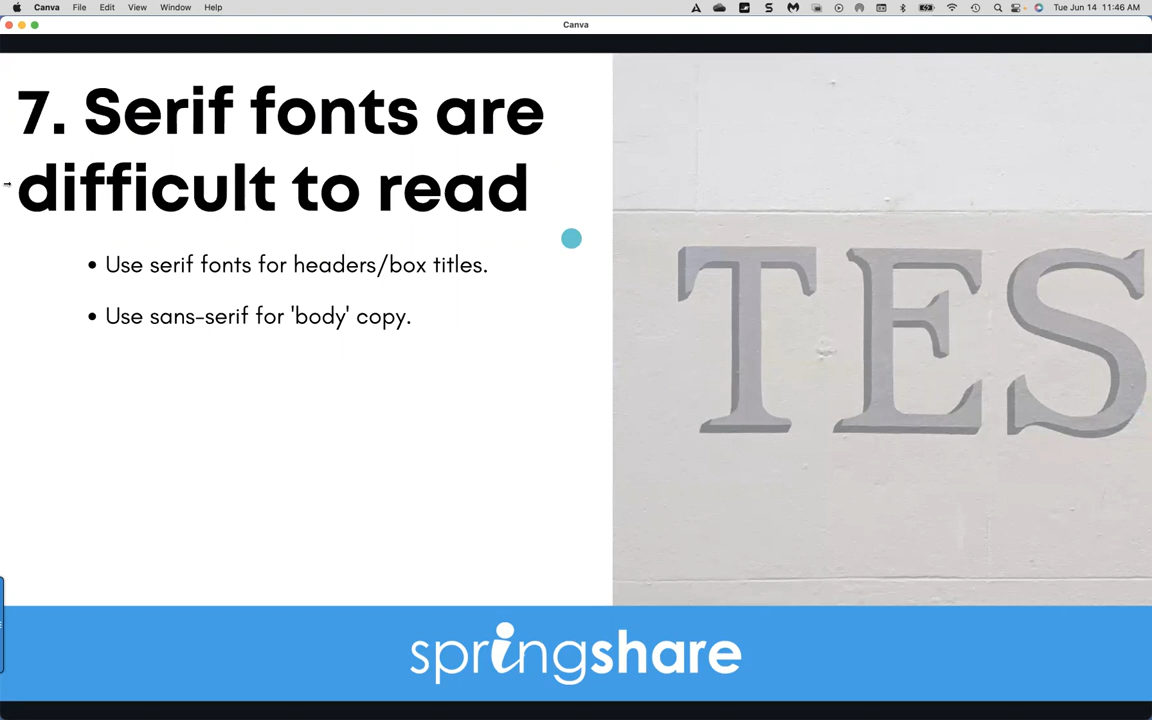 Canva File Edit View Window Help
Tue Jun 14 11:46 AM
Canva
7. Serif fonts are
difficult to read
• Use serif fonts for headers/box titles.
• Use sans-serif for 'body' copy.
TES
springshare